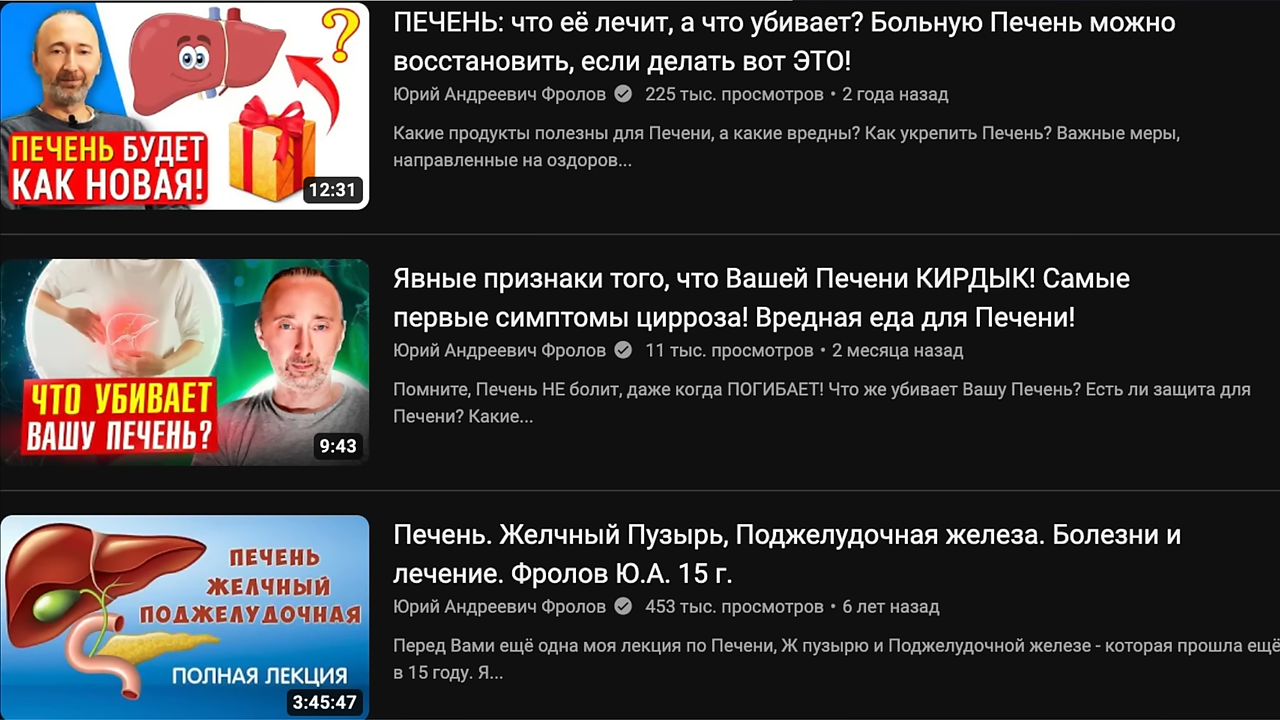 ?
ПЕЧЕНЬ БУДЕТ
КАК НОВАЯ!
12:31
ПЕЧЕНЬ: что её лечит, а что убивает? Больную Печень можно
восстановить, если делать вот ЭТО!
Юрий Андреевич Фролов 225 тыс. просмотров • 2 года назад
Какие продукты полезны для Печени, а какие вредны? Как укрепить Печень? Важные меры,
направленные на оздоров...
ЧТО УБИВАЕТ
ВАШУ ПЕЧЕНЬ?
9:43
Явные признаки того, что Вашей Печени КИРДЫК! Самые
первые симптомы цирроза! Вредная еда для Печени!
Юрий Андреевич Фролов 11 тыс. просмотров • 2 месяца назад
Помните, Печень НЕ болит, даже когда ПОГИБАЕТ! Что же убивает Вашу Печень? Есть ли защита для
Печени? Какие...
ПЕЧЕНЬ
ЖЕЛЧНЫЙ
ПОДЖЕЛУДОЧНАЯ
ПОЛНАЯ ЛЕКЦИЯ
3:45:47
Печень. Желчный Пузырь, Поджелудочная железа. Болезни и
лечение. Фролов Ю.А. 15 г.
Юрий Андреевич Фролов 453 тыс. просмотров • 6 лет назад
Перед Вами ещё одна моя лекция по Печени, Ж пузырю и Поджелудочной железе - которая прошла ещё
в 15 году. Я...